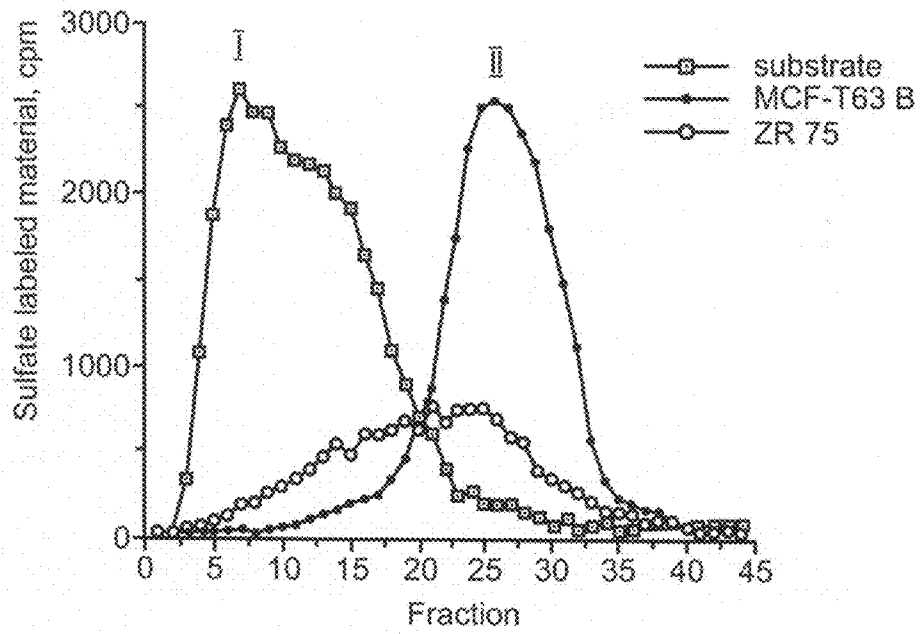 3000
2000
1000
0
Sulfate labeled material, cpm
I
II
substrate
MCF-T63 B
ZR 75
0 5 10 15 20 25 30 35 40 45
Fraction